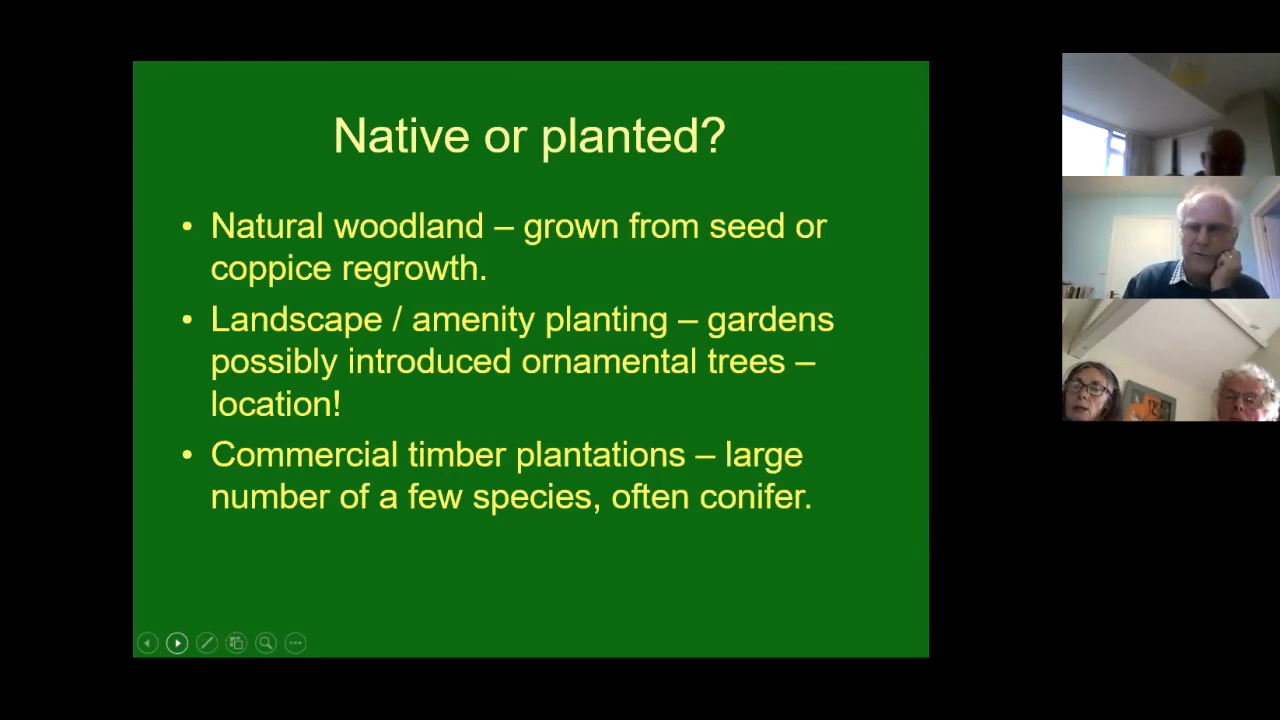 Native or planted?
• Natural woodland – grown from seed or
coppice regrowth.
• Landscape / amenity planting – gardens
possibly introduced ornamental trees –
location!
• Commercial timber plantations – large
number of a few species, often conifer.